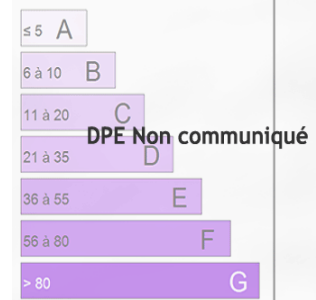 ≤ 5 A
6 à 10 B
11 à 20 C
DPE Non communiqué
21 à 35 D
36 à 55 E
56 à 80 F
> 80 G